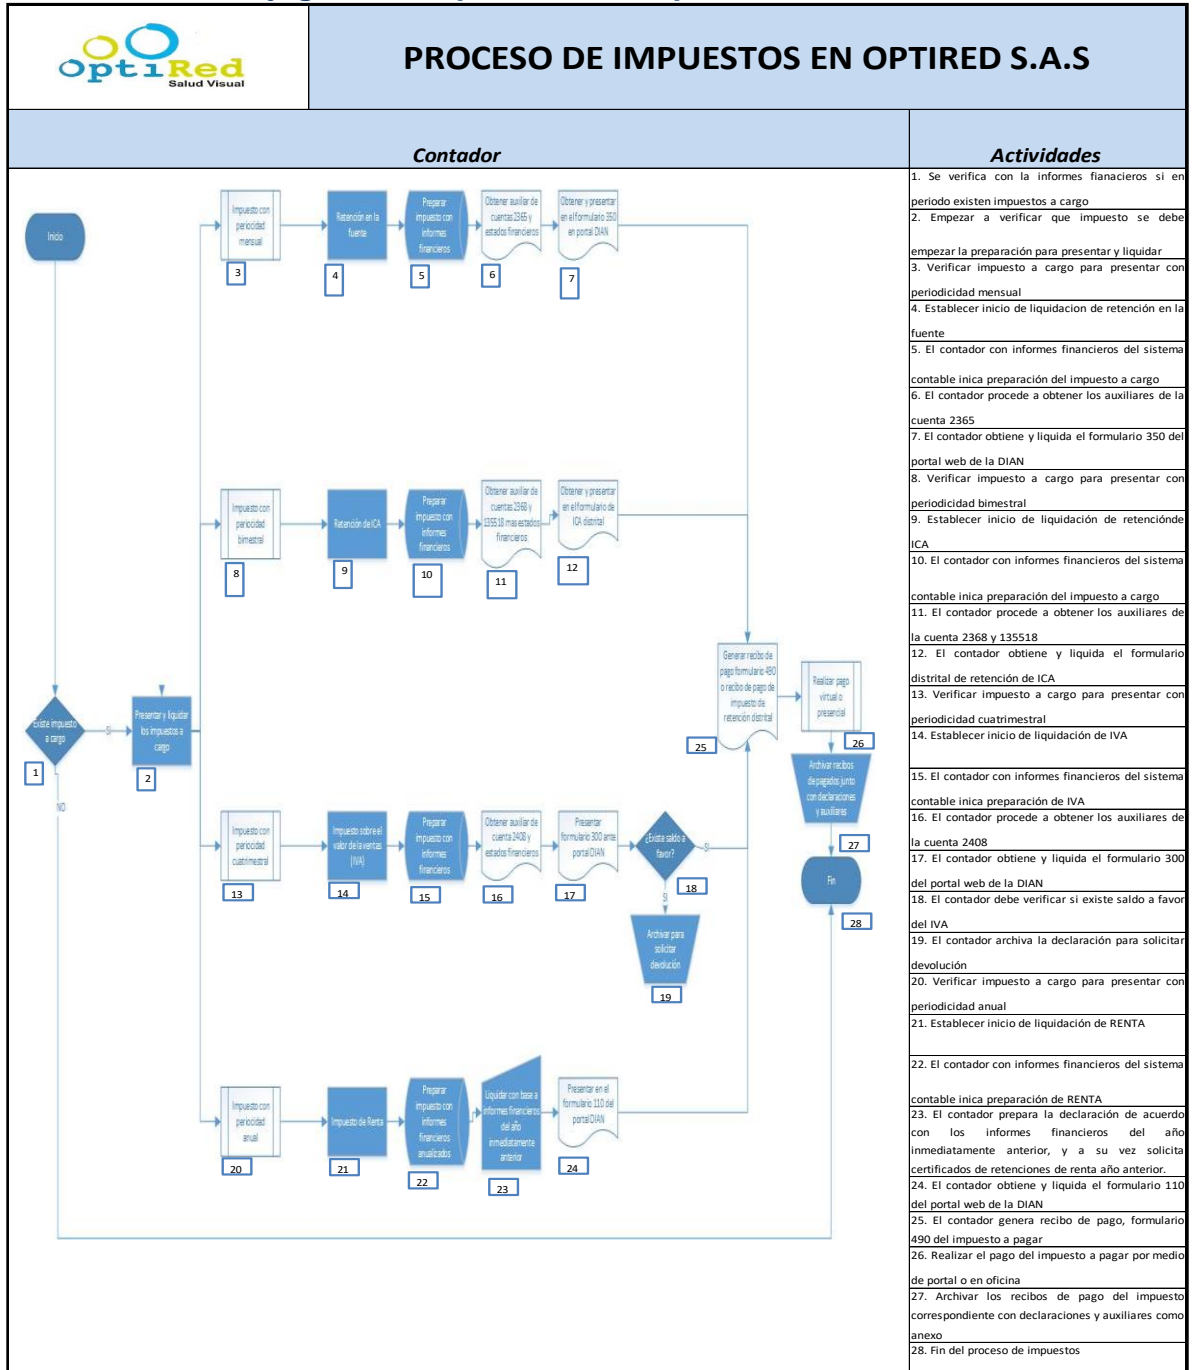 OptiRed
Salud Visual
PROCESO DE IMPUESTOS EN OPTIRED S.A.S
Contador
Actividades
Inicio
Existe impuesto
a cargo
1
SI
NO
Presentar y liquidar
los impuestos a
cargo
2
Impuesto con
periocidad
mensual
3
Retención en la
fuente
4
Preparar
impuesto con
informes
financieros
5
Obtener auxiliar de
cuentas 2365 y
estados financieros
6
Obtener y presentar
en el formulario 350
en portal DIAN
7
Impuesto con
periocidad
bimestral
8
Retención de ICA
9
Preparar
impuesto con
informes
financieros
10
Obtener auxiliar de
cuentas 2368 y
135518 mas estados
financieros
11
Obtener y presentar
en el formulario de
ICA distrital
12
Impuesto con
periocidad
cuatrimestral
13
Impuesto sobre el
valor de la ventas
(IVA)
14
Preparar
impuesto con
informes
financieros
15
Obtener auxiliar de
cuenta 2408 y
estados financieros
16
Presentar
formulario 300 ante
portal DIAN
17
¿Existe saldo a
favor?
18
SI
SI
Archivar para
solicitar
devolución
19
Impuesto con
periocidad
anual
20
Impuesto de Renta
21
Preparar
impuesto con
informes
financieros
anualizados
22
Liquidar con base a
informes financieros
del año
inmediatamente
anterior
23
Presentar en el
formulario 110 del
portal DIAN
24
Generar recibo de
pago formulario 490
o recibo de pago de
impuesto de
retención distrital
25
Realizar pago
virtual o
presencial
26
Archivar recibos
de pagados junto
con declaraciones
y auxiliares
27
Fin
28
1. Se verifica con la informes fianacieros si en
periodo existen impuestos a cargo
2. Empezar a verificar que impuesto se debe
empezar la preparación para presentar y liquidar
3. Verificar impuesto a cargo para presentar con
periodicidad mensual
4. Establecer inicio de liquidacion de retención en la
fuente
5. El contador con informes financieros del sistema
contable inica preparación del impuesto a cargo
6. El contador procede a obtener los auxiliares de la
cuenta 2365
7. El contador obtiene y liquida el formulario 350 del
portal web de la DIAN
8. Verificar impuesto a cargo para presentar con
periodicidad bimestral
9. Establecer inicio de liquidación de retenciónde
ICA
10. El contador con informes financieros del sistema
contable inica preparación del impuesto a cargo
11. El contador procede a obtener los auxiliares de
la cuenta 2368 y 135518
12. El contador obtiene y liquida el formulario
distrital de retención de ICA
13. Verificar impuesto a cargo para presentar con
periodicidad cuatrimestral
14. Establecer inicio de liquidación de IVA
15. El contador con informes financieros del sistema
contable inica preparación de IVA
16. El contador procede a obtener los auxiliares de
la cuenta 2408
17. El contador obtiene y liquida el formulario 300
del portal web de la DIAN
18. El contador debe verificar si existe saldo a favor
del IVA
19. El contador archiva la declaración para solicitar
devolución
20. Verificar impuesto a cargo para presentar con
periodicidad anual
21. Establecer inicio de liquidación de RENTA
22. El contador con informes financieros del sistema
contable inica preparación de RENTA
23. El contador prepara la declaración de acuerdo
con los informes financieros del año
inmediatamente anterior, y a su vez solicita
certificados de retenciones de renta año anterior.
24. El contador obtiene y liquida el formulario 110
del portal web de la DIAN
25. El contador genera recibo de pago, formulario
490 del impuesto a pagar
26. Realizar el pago del impuesto a pagar por medio
de portal o en oficina
27. Archivar los recibos de pago del impuesto
correspondiente con declaraciones y auxiliares como
anexo
28. Fin del proceso de impuestos